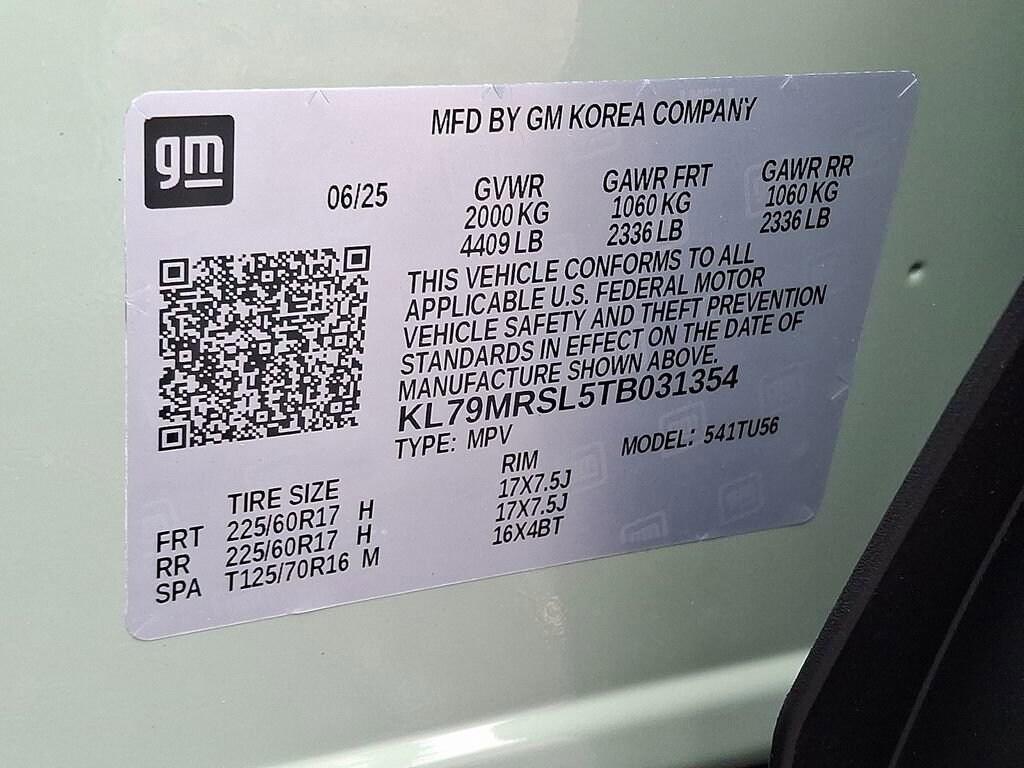 gm
MFD BY GM KOREA COMPANY
06/25
GVWR
2000 KG
4409 LB
GAWR FRT
1060 KG
2336 LB
GAWR RR
1060 KG
2336 LB
THIS VEHICLE CONFORMS TO ALL
APPLICABLE U.S. FEDERAL MOTOR
VEHICLE SAFETY AND THEFT PREVENTION
STANDARDS IN EFFECT ON THE DATE OF
MANUFACTURE SHOWN ABOVE.
KL79MRSL5TB031354
TYPE: MPV MODEL: 541TU56
TIRE SIZE RIM
FRT 225/60R17 H 17X7.5J
RR 225/60R17 H 17X7.5J
SPA T125/70R16 M 16X4BT